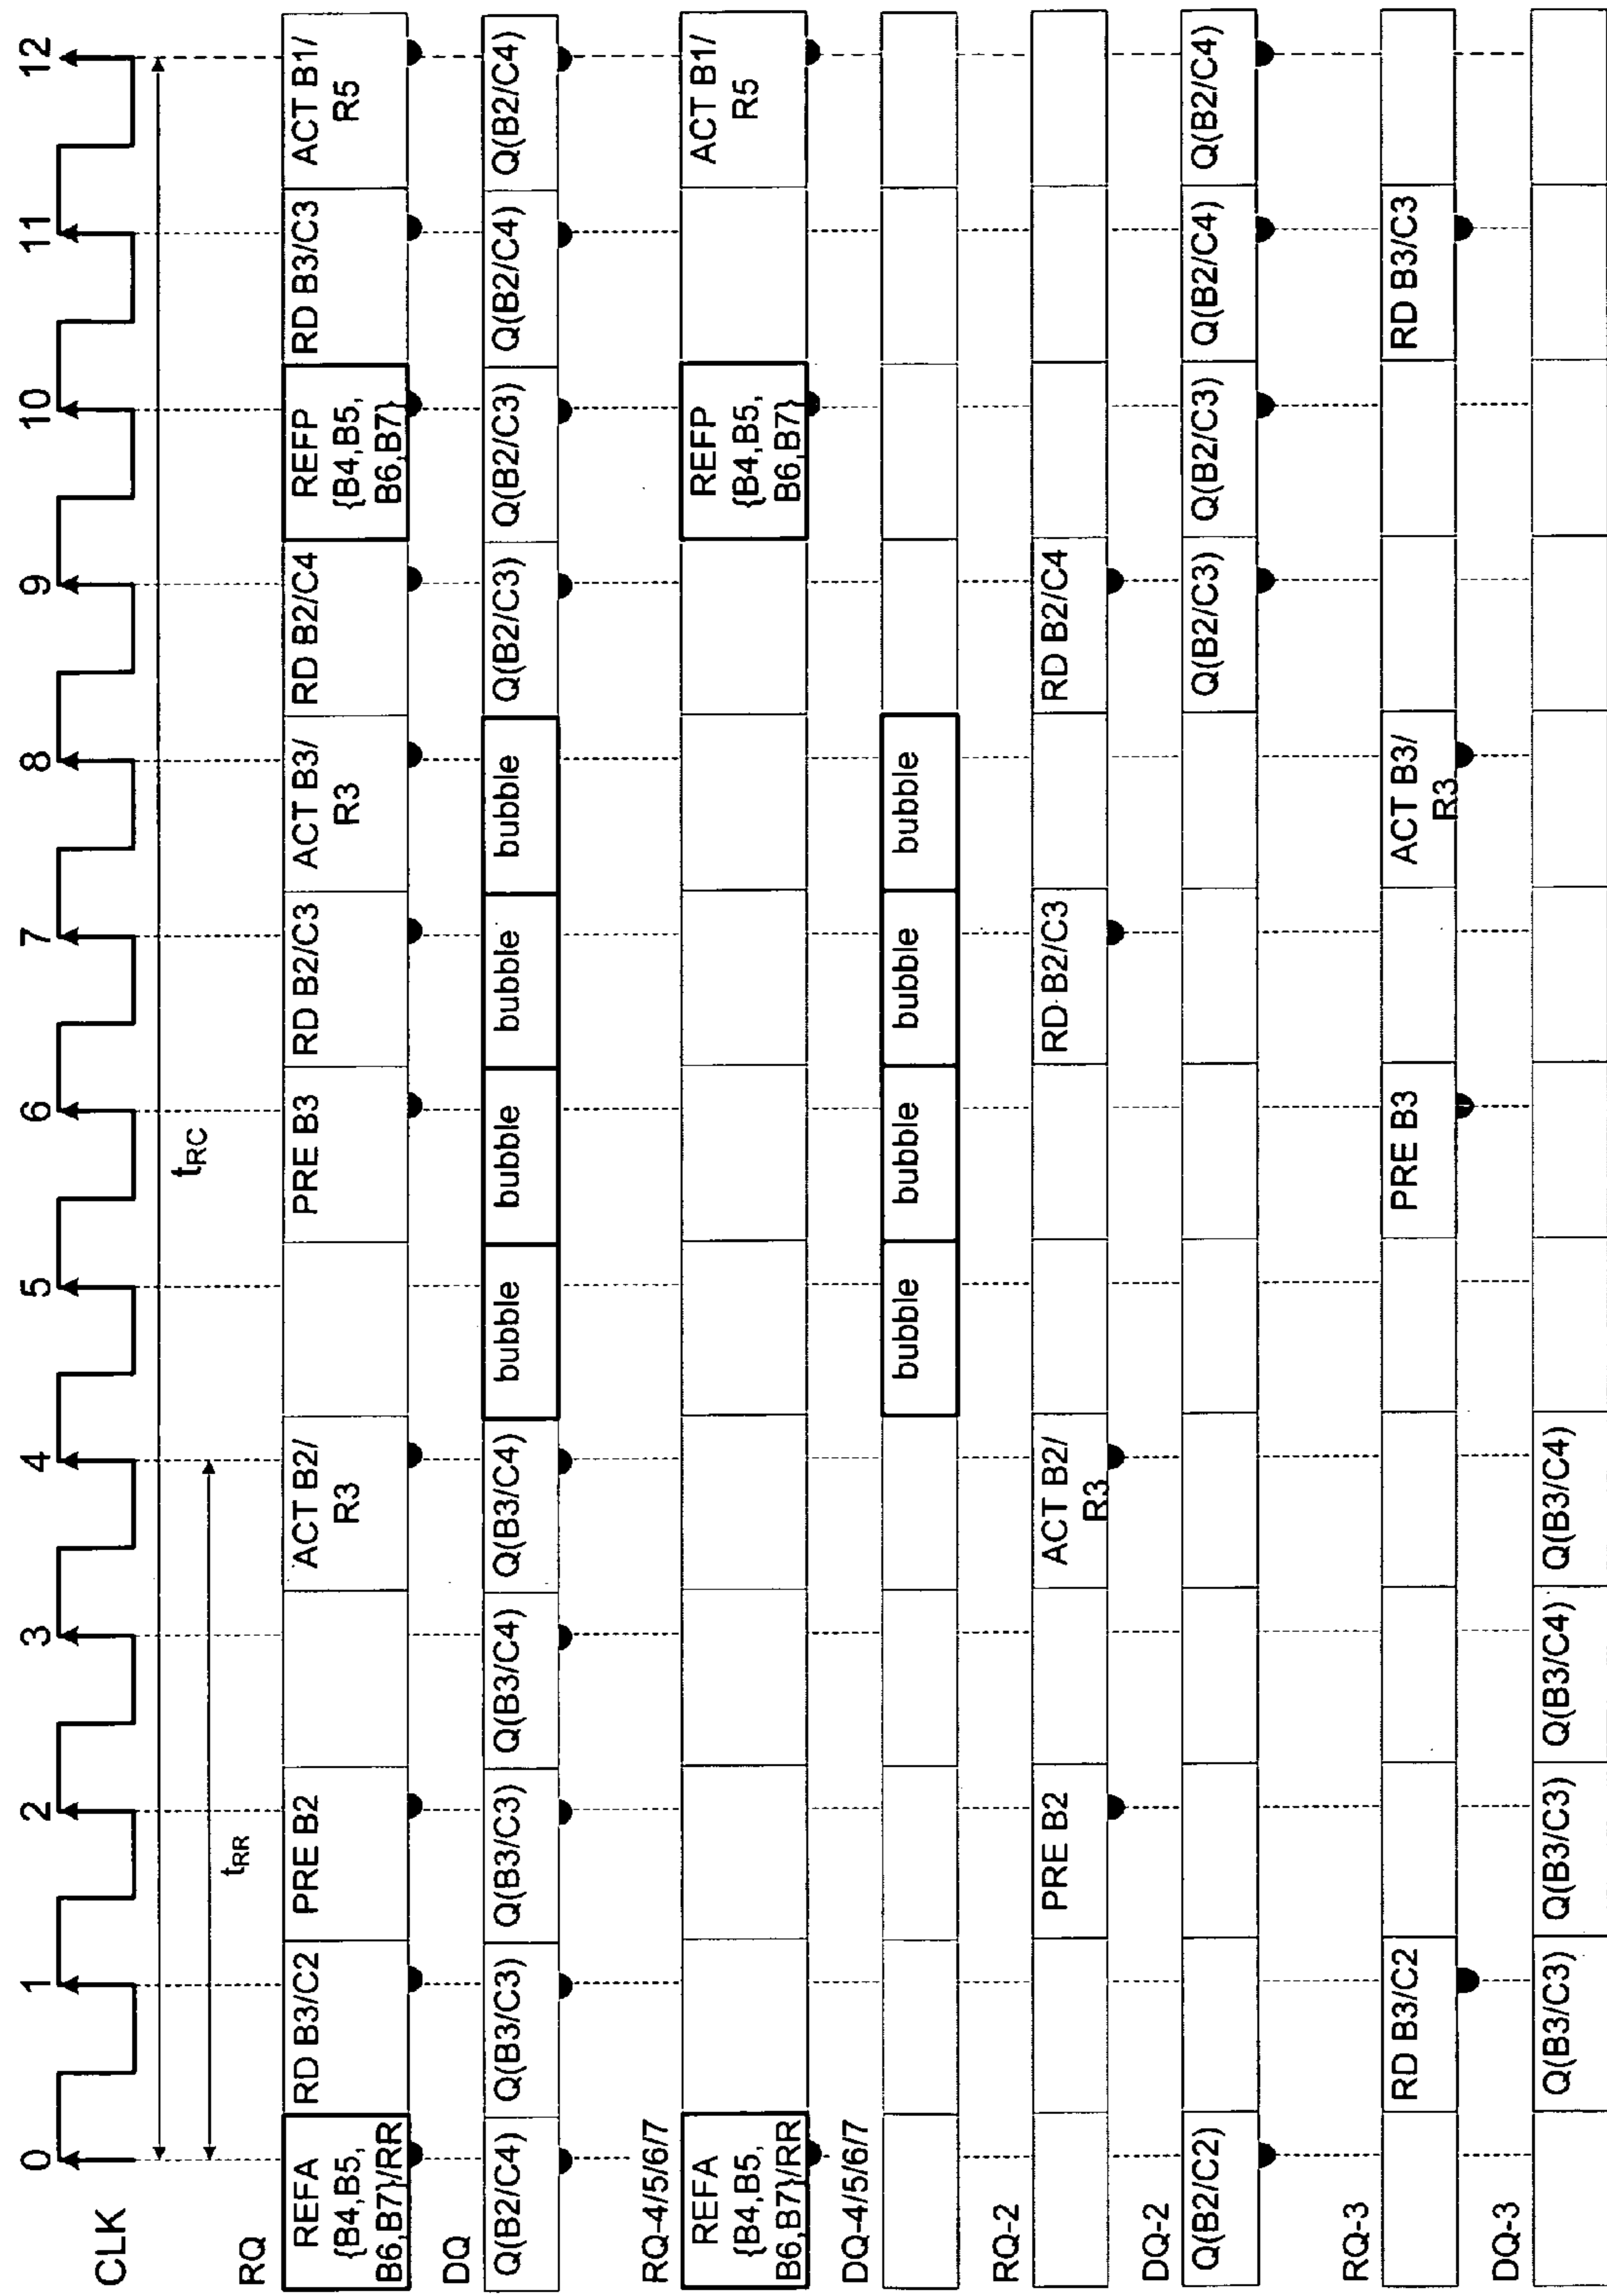 0 1 2 3 4 5 6 7 8 9 10 11 12
CLK
tRC
tRR
RQ
REFA
{B4,B5,
B6,B7}/RR
RD B3/C2
PRE B2
ACT B2/
R3
PRE B3
RD B2/C3
ACT B3/
R3
RD B2/C4
REFP
{B4,B5,
B6,B7}
RD B3/C3
ACT B1/
R5
DQ
Q(B2/C4) Q(B3/C3) Q(B3/C3) Q(B3/C4) Q(B3/C4) bubble bubble bubble bubble Q(B2/C3) Q(B2/C3) Q(B2/C4) Q(B2/C4)
RQ-4/5/6/7
REFA
{B4,B5,
B6,B7}/RR
REFP
{B4,B5,
B6,B7}
ACT B1/
R5
DQ-4/5/6/7
bubble bubble bubble bubble
RQ-2
PRE B2
ACT B2/
R3
RD B2/C3
RD B2/C4
DQ-2
Q(B2/C2) Q(B2/C3) Q(B2/C3) Q(B2/C4) Q(B2/C4)
RQ-3
RD B3/C2
PRE B3
ACT B3/
R3
RD B3/C3
DQ-3
Q(B3/C3) Q(B3/C3) Q(B3/C4) Q(B3/C4)